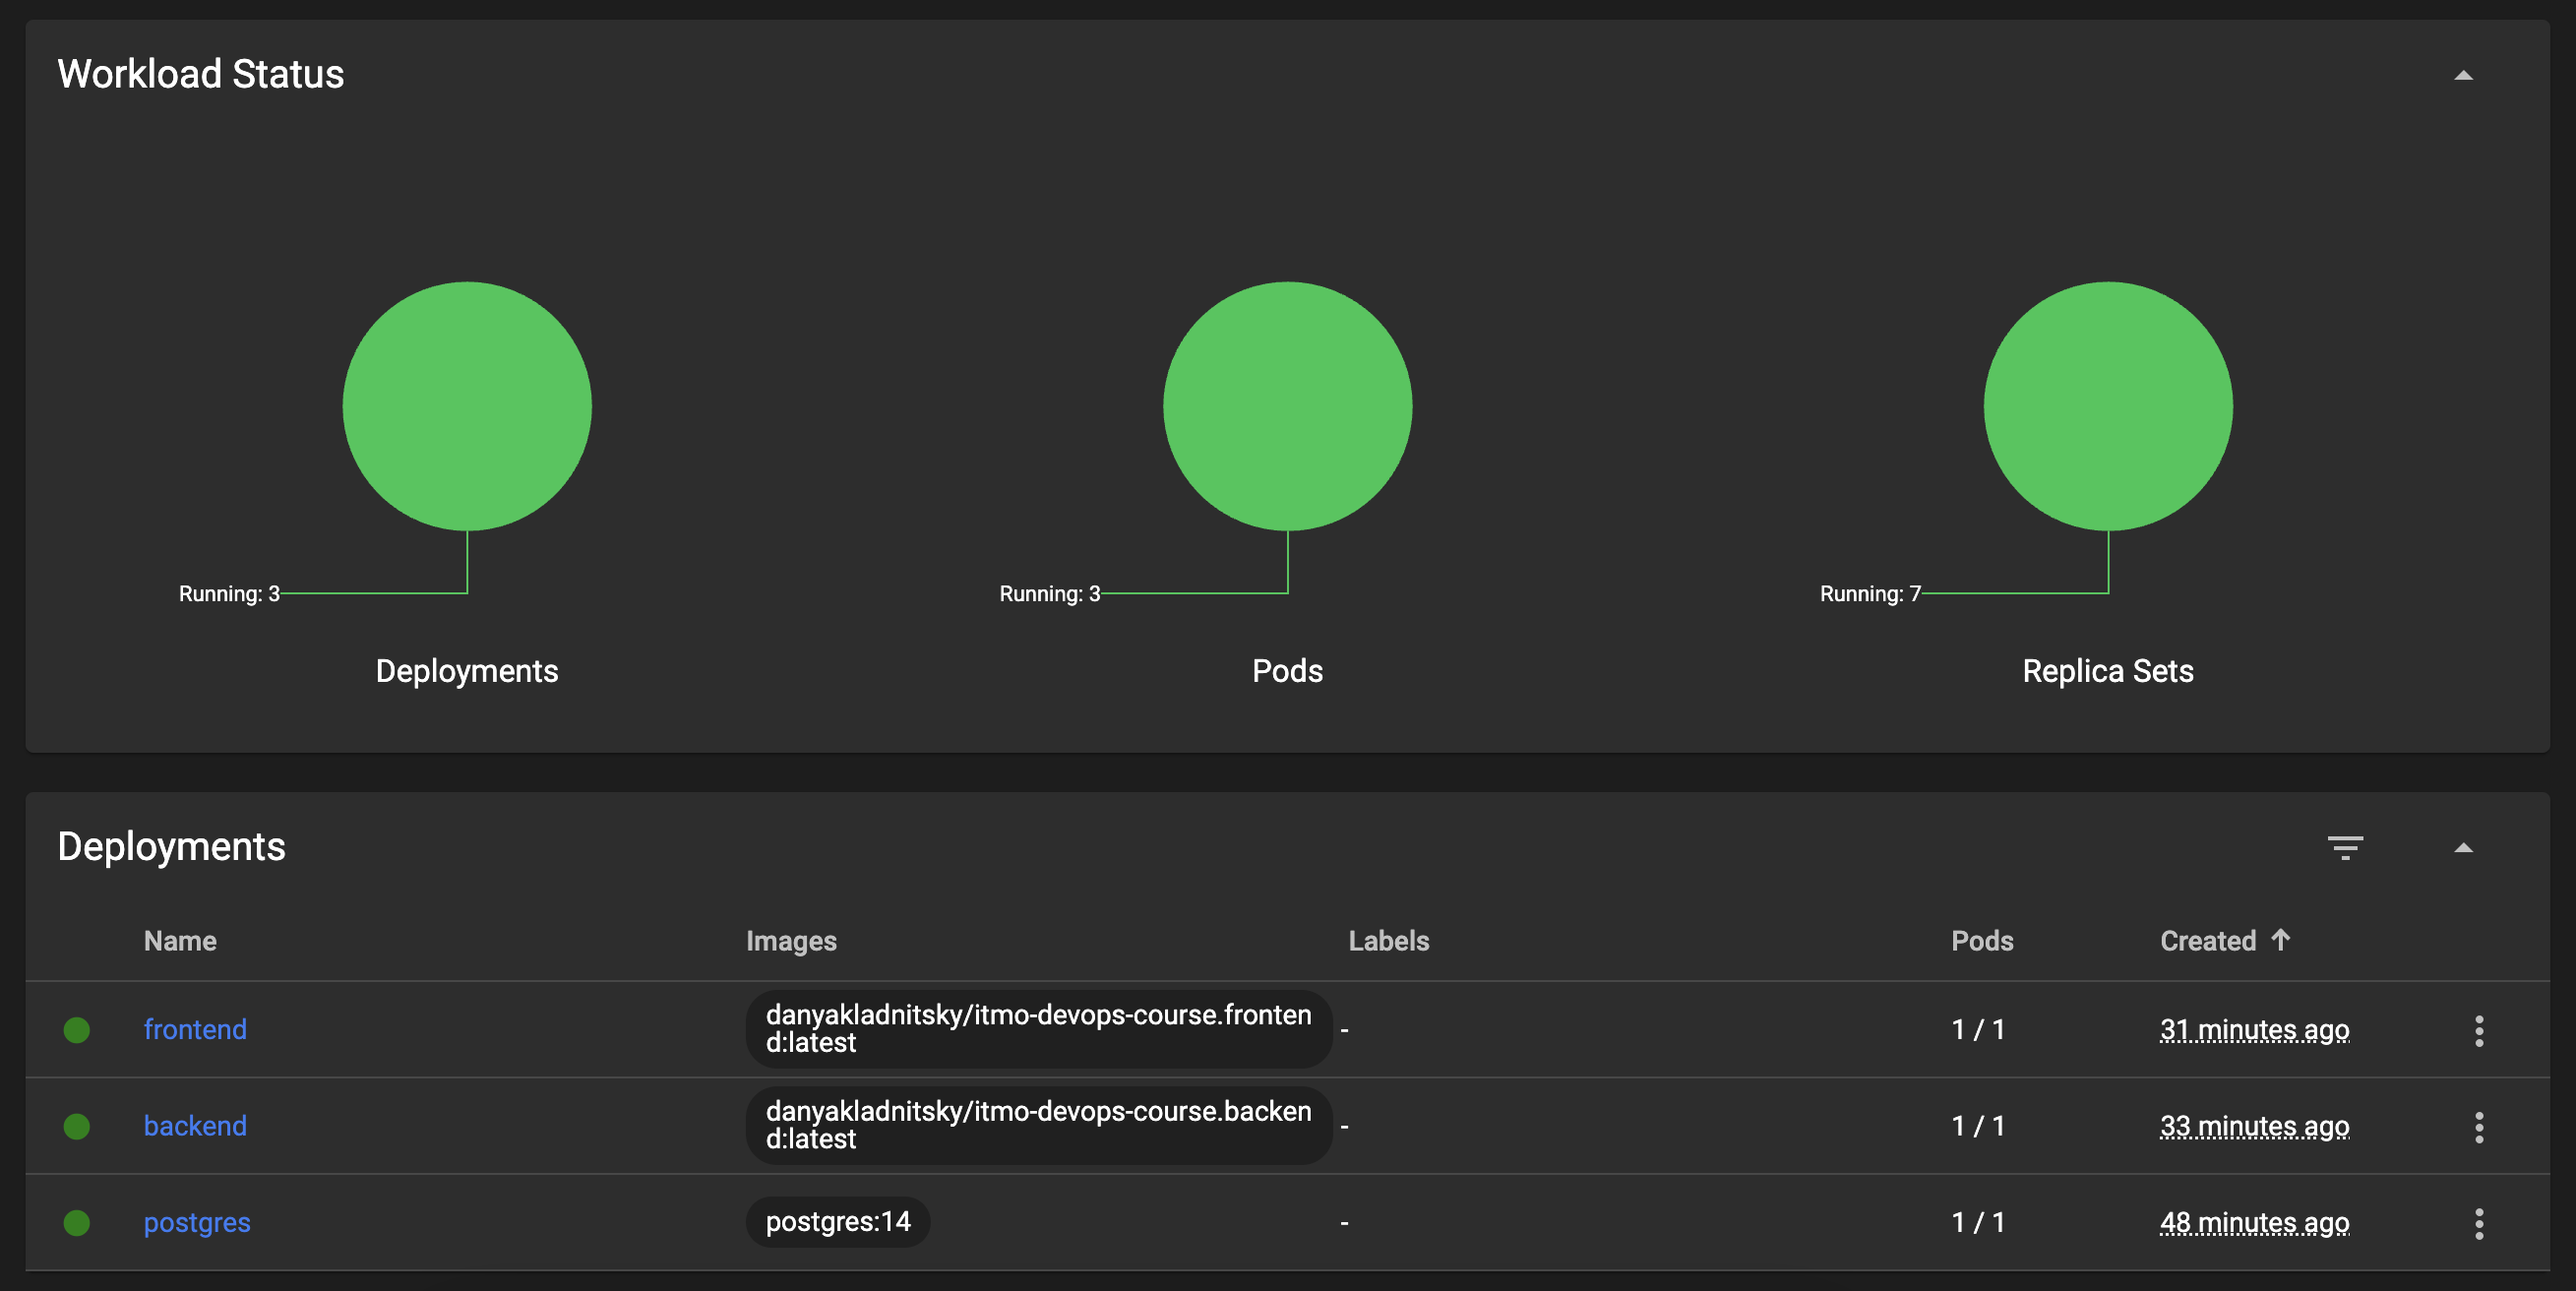 Workload Status
Running: 3
Deployments
Running: 3
Pods
Running: 7
Replica Sets
Deployments
Name Images Labels Pods Created
frontend danyakladnitsky/itmo-devops-course.fronten
d:latest - 1 / 1 31 minutes ago
backend danyakladnitsky/itmo-devops-course.backen
d:latest - 1 / 1 33 minutes ago
postgres postgres:14 - 1 / 1 48 minutes ago